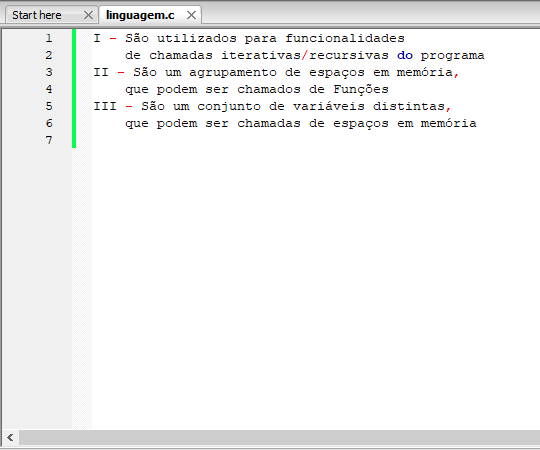 Start here
linguagem.c
1 I - São utilizados para funcionalidades
2 de chamadas iterativas/recursivas do programa
3 II - São um agrupamento de espaços em memória,
4 que podem ser chamados de Funções
5 III - São um conjunto de variáveis distintas,
6 que podem ser chamadas de espaços em memória
7